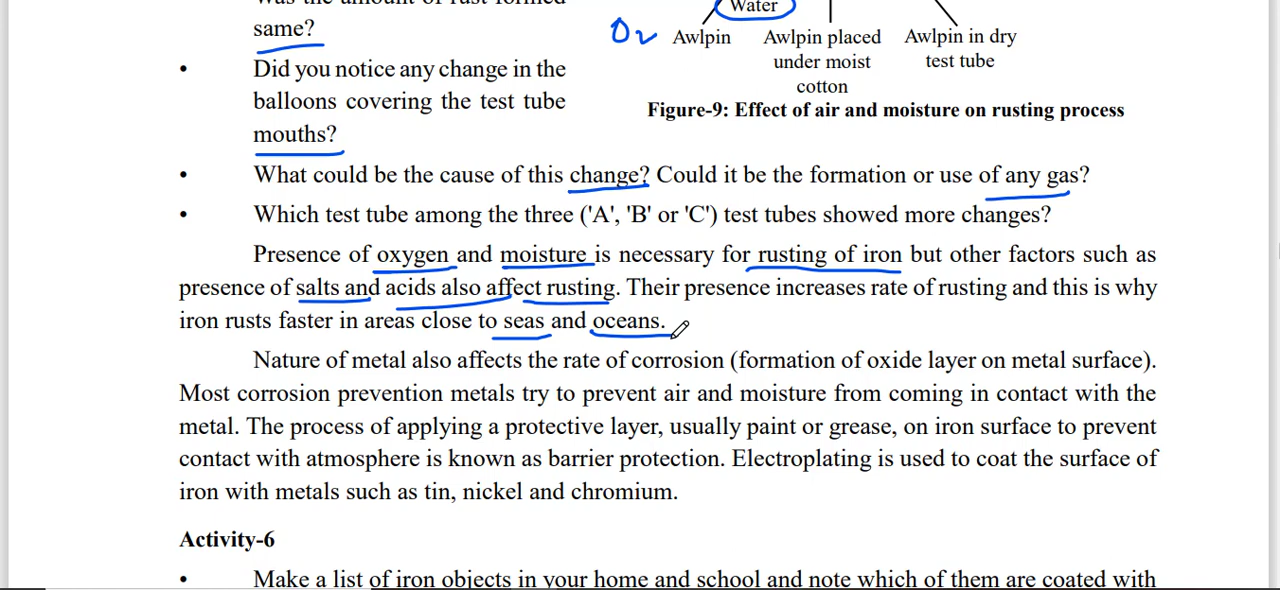 Was the amount of rust formed
same?
• Did you notice any change in the
balloons covering the test tube
mouths?
Water
O2 Awlpin
Awlpin placed
under moist
cotton
Awlpin in dry
test tube
Figure-9: Effect of air and moisture on rusting process
• What could be the cause of this change? Could it be the formation or use of any gas?
• Which test tube among the three ('A', 'B' or 'C') test tubes showed more changes?
Presence of oxygen and moisture is necessary for rusting of iron but other factors such as
presence of salts and acids also affect rusting. Their presence increases rate of rusting and this is why
iron rusts faster in areas close to seas and oceans.
Nature of metal also affects the rate of corrosion (formation of oxide layer on metal surface).
Most corrosion prevention metals try to prevent air and moisture from coming in contact with the
metal. The process of applying a protective layer, usually paint or grease, on iron surface to prevent
contact with atmosphere is known as barrier protection. Electroplating is used to coat the surface of
iron with metals such as tin, nickel and chromium.
Activity-6
• Make a list of iron objects in your home and school and note which of them are coated with